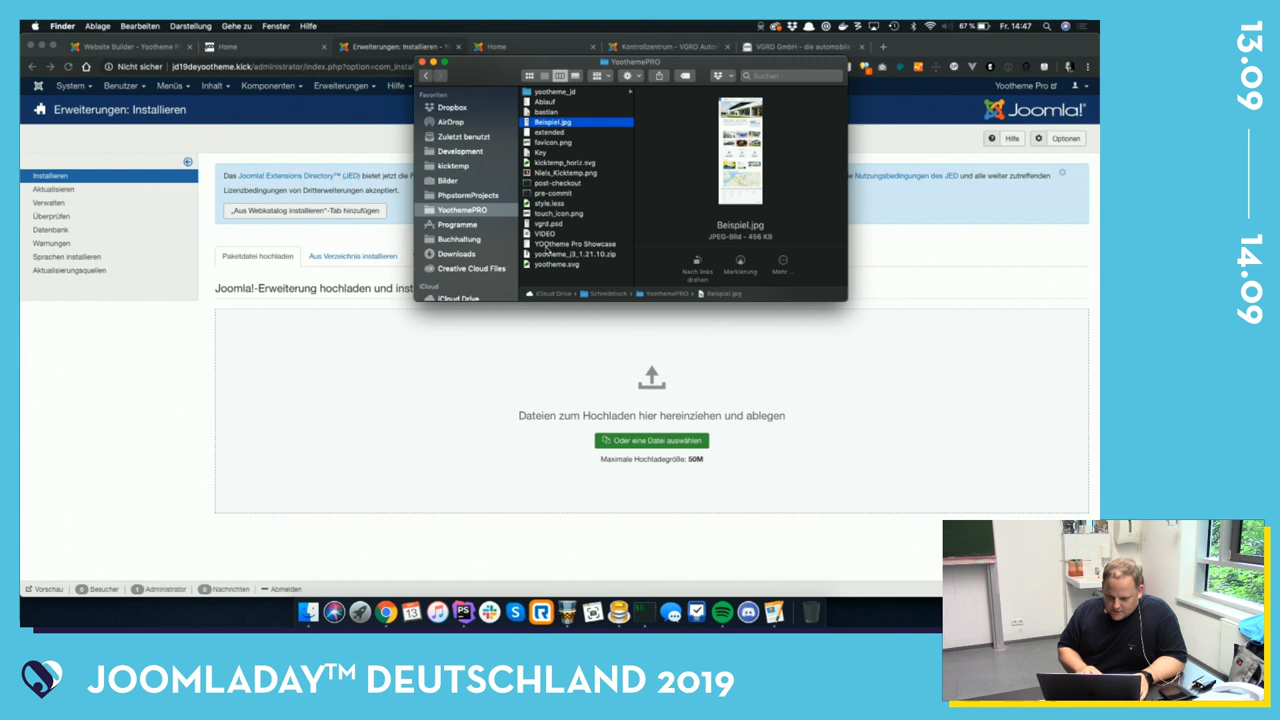 Finder Ablage Bearbeiten Darstellung Gehe zu Fenster Hilfe 67 % Fr. 14:47
Website Builder - Yootheme P
Home
Erweiterungen: Installieren -
Home
Kontrollzentrum - VGRD Auto
VGRD GmbH - die automobile
Nicht sicher jd19deyootheme.kick/administrator/index.php?option=com_insta
System Benutzer Menüs Inhalt Komponenten Erweiterungen Hilfe Yootheme Pro
Erweiterungen: Installieren
Joomla!
Hilfe
Optionen
Installieren
Aktualisieren
Verwalten
Überprüfen
Datenbank
Warnungen
Sprachen installieren
Aktualisierungsquellen
Das Joomla! Extensions Directory™ (JED) bietet jetzt die
Nutzungsbedingungen des JED und alle weiter zutreffenden
Lizenzbedingungen von Drittererweiterungen akzeptiert.
„Aus Webkatalog installieren"-Tab hinzufügen
Paketdatei hochladen
Aus Verzeichnis installieren
Joomla!-Erweiterung hochladen und inst
Dateien zum Hochladen hier hereinziehen und ablegen
Oder eine Datei auswählen
Maximale Hochladegröße: 50M
YoothemePRO
Suchen
Favoriten
Dropbox
AirDrop
Zuletzt benutzt
Development
kicktemp
Bilder
PhpstormProjects
YoothemePRO
Programme
Buchhaltung
Downloads
Creative Cloud Files
iCloud
iCloud Drive
yootheme_jd
Ablauf
bastian
Beispiel.jpg
extended
favicon.png
Key
kicktemp_horiz.svg
Niels_Kicktemp.png
post-checkout
pre-commit
style.less
touch_icon.png
vgrd.psd
VIDEO
YOOtheme Pro Showcase
yootheme_j3_1.21.10.zip
yootheme.svg
Beispiel.jpg
JPEG-Bild - 456 KB
Nach links drehen
Markierung
Mehr ...
iCloud Drive Schreibtisch YoothemePRO Beispiel.jpg
Vorschau 0 Besucher 1 Administrator 0 Nachrichten Abmelden
13
13.09
14.09
JOOMLADAY™ DEUTSCHLAND 2019